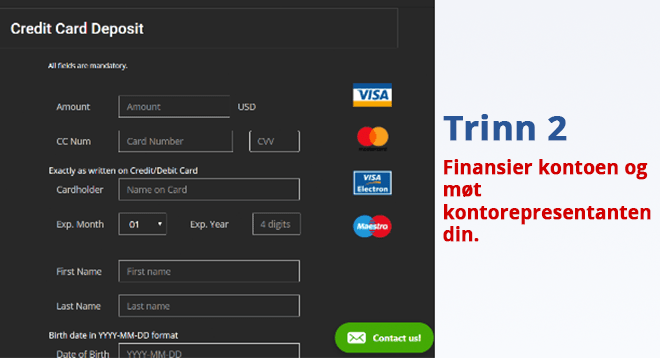 Credit Card Deposit
All fields are mandatory.
Amount Amount USD
CC Num Card Number CVV
Exactly as written on Credit/Debit Card
Cardholder Name on Card
Exp. Month 01 Exp. Year 4 digits
First Name First name
Last Name Last name
Birth date in YYYY-MM-DD format
Date of Birth YYYY-MM-DD
VISA
VISA
Electron
Maestro
Contact us!
Trinn 2
Finansier kontoen og
møt
kontorepresentanten
din.